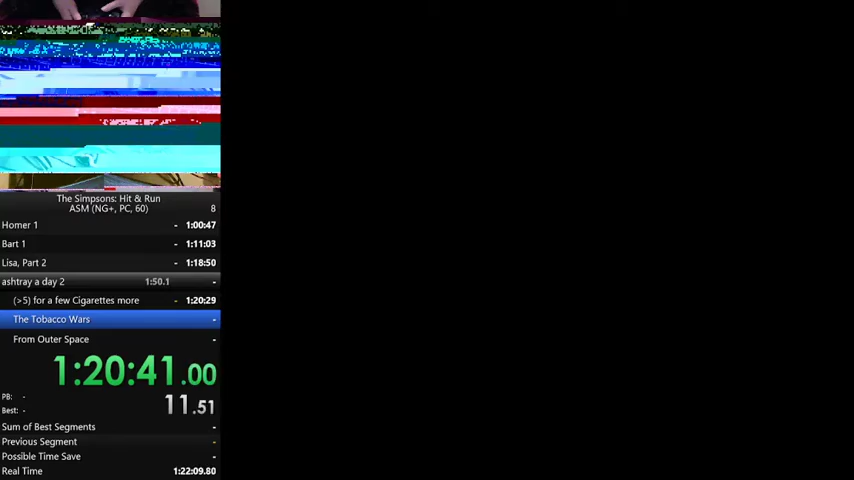 The Simpsons: Hit & Run
ASM (NG+, PC, 60) 8
Homer 1 - 1:00:47
Bart 1 - 1:11:03
Lisa, Part 2 - 1:18:50
ashtray a day 2 1:50.1 -
(>5) for a few Cigarettes more - 1:20:29
The Tobacco Wars -
From Outer Space -
1:20:41.00
PB: - 11.51
Best: -
Sum of Best Segments -
Previous Segment -
Possible Time Save -
Real Time 1:22:09.80